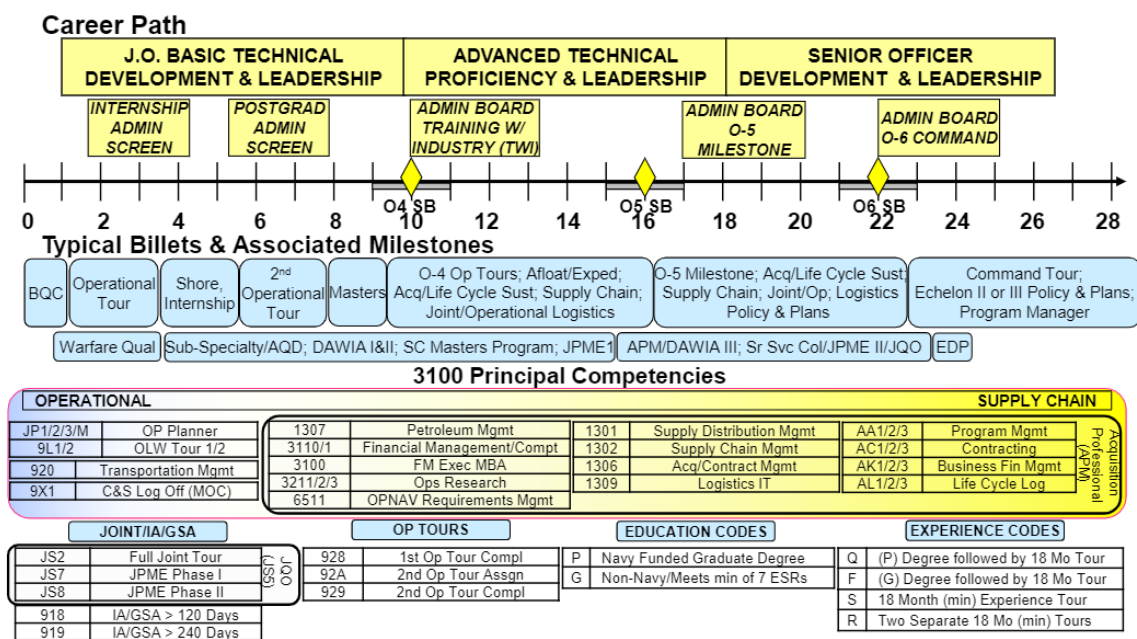 Career Path
J.O. BASIC TECHNICAL
DEVELOPMENT & LEADERSHIP
ADVANCED TECHNICAL
PROFICIENCY & LEADERSHIP
SENIOR OFFICER
DEVELOPMENT & LEADERSHIP
INTERNSHIP
ADMIN
SCREEN
POSTGRAD
ADMIN
SCREEN
ADMIN BOARD
TRAINING W/
INDUSTRY (TWI)
ADMIN BOARD
O-5
MILESTONE
ADMIN BOARD
O-6 COMMAND
O4 SB
O5 SB
O6 SB
0 2 4 6 8 10 12 14 16 18 20 22 24 26 28
Typical Billets & Associated Milestones
BQC
Operational
Tour
Shore,
Internship
2nd
Operational
Tour
Masters
O-4 Op Tours; Afloat/Exped;
Acq/Life Cycle Sust; Supply Chain;
Joint/Operational Logistics
O-5 Milestone; Acq/Life Cycle Sust;
Supply Chain; Joint/Op; Logistics
Policy & Plans
Command Tour;
Echelon II or III Policy & Plans;
Program Manager
Warfare Qual
Sub-Specialty/AQD; DAWIA I&II; SC Masters Program; JPME1
APM/DAWIA III; Sr Svc Col/JPME II/JQO
EDP
3100 Principal Competencies
OPERATIONAL
SUPPLY CHAIN
JP1/2/3/M OP Planner
9L1/2 OLW Tour 1/2
920 Transportation Mgmt
9X1 C&S Log Off (MOC)
1307 Petroleum Mgmt
3110/1 Financial Management/Compt
3100 FM Exec MBA
3211/2/3 Ops Research
6511 OPNAV Requirements Mgmt
1301 Supply Distribution Mgmt
1302 Supply Chain Mgmt
1306 Acq/Contract Mgmt
1309 Logistics IT
AA1/2/3 Program Mgmt
AC1/2/3 Contracting
AK1/2/3 Business Fin Mgmt
AL1/2/3 Life Cycle Log
Acquisition
Professional
(APM)
JOINT/IA/GSA
JS2 Full Joint Tour
JS7 JPME Phase I
JS8 JPME Phase II
JQO
(JS5)
918 IA/GSA > 120 Days
919 IA/GSA > 240 Days
OP TOURS
928 1st Op Tour Compl
92A 2nd Op Tour Assgn
929 2nd Op Tour Compl
EDUCATION CODES
P Navy Funded Graduate Degree
G Non-Navy/Meets min of 7 ESRs
EXPERIENCE CODES
Q (P) Degree followed by 18 Mo Tour
F (G) Degree followed by 18 Mo Tour
S 18 Month (min) Experience Tour
R Two Separate 18 Mo (min) Tours